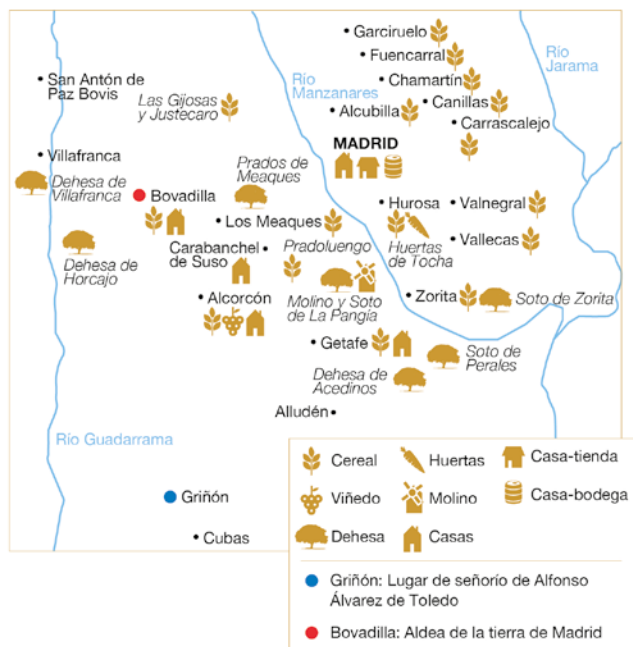 Garciruelo
Fuencarral
Río
Jarama
San Antón de
Paz Bovis
Río
Manzanares
Chamartín
Las Gijosas
y Justecaro
Alcubilla
Canillas
Carrascalejo
MADRID
Villafranca
Dehesa de
Villafranca
Prados de
Meaques
Bovadilla
Hurosa
Valnegral
Los Meaques
Huertas
de Tocha
Vallecas
Dehesa de
Horcajo
Carabanchel
de Suso
Pradoluengo
Alcorcón
Molino y Soto
de La Pangía
Zorita
Soto de Zorita
Getafe
Soto de
Perales
Dehesa de
Acedinos
Alludén
Río Guadarrama
Griñón
Cubas
Cereal
Huertas
Casa-tienda
Viñedo
Molino
Casa-bodega
Dehesa
Casas
Griñón: Lugar de señorío de Alfonso
Álvarez de Toledo
Bovadilla: Aldea de la tierra de Madrid